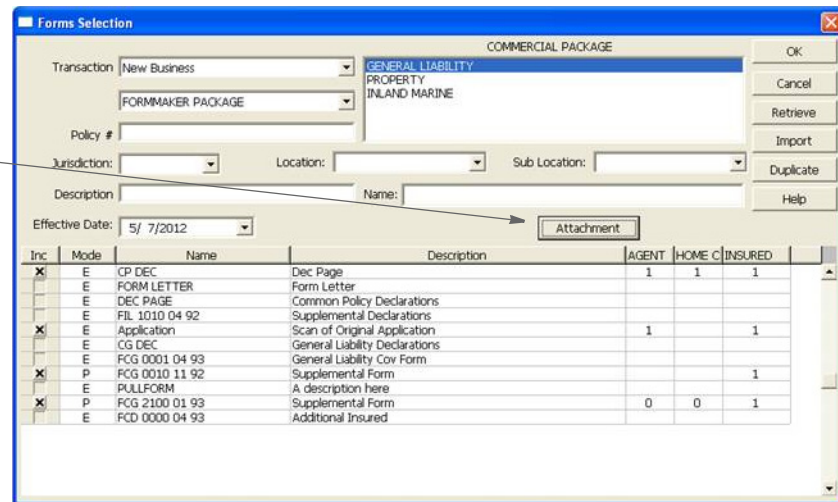 Forms Selection
COMMERCIAL PACKAGE
Transaction New Business
FORMMAKER PACKAGE
GENERAL LIABILITY
PROPERTY
INLAND MARINE
OK
Cancel
Retrieve
Import
Duplicate
Help
Policy #
Jurisdiction: Location: Sub Location:
Description Name:
Effective Date: 5/ 7/2012 Attachment
Inc Mode Name Description AGENT HOME C INSURED
X E CP DEC Dec Page 1 1 1
E FORM LETTER Form Letter
E DEC PAGE Common Policy Declarations
E FIL 1010 04 92 Supplemental Declarations
X E Application Scan of Original Application 1 1
E CG DEC General Liability Declarations
E FCG 0001 04 93 General Liability Cov Form
X P FCG 0010 11 92 Supplemental Form 1
E PULLFORM A description here
X P FCG 2100 01 93 Supplemental Form 0 0 1
E FCD 0000 04 93 Additional Insured